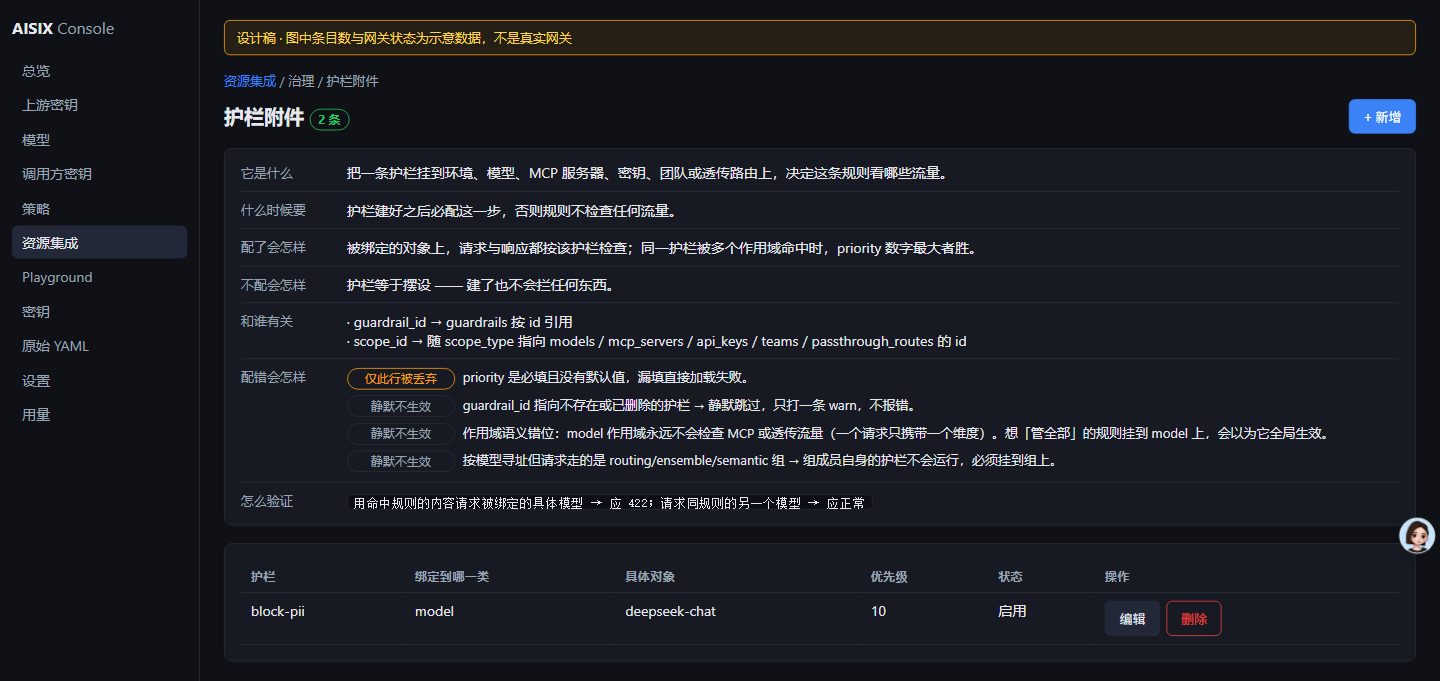 AISIX Console
总览
上游密钥
模型
调用方密钥
策略
资源集成
Playground
密钥
原始 YAML
设置
用量
设计稿 · 图中条目数与网关状态为示意数据，不是真实网关
资源集成 / 治理 / 护栏附件
护栏附件 2 条
+ 新增
它是什么 把一条护栏挂到环境、模型、MCP 服务器、密钥、团队或透传路由上，决定这条规则看哪些流量。
什么时候要 护栏建好之后必配这一步，否则规则不检查任何流量。
配了会怎样 被绑定的对象上，请求与响应都按该护栏检查；同一护栏被多个作用域命中时，priority 数字最大者胜。
不配会怎样 护栏等于摆设 —— 建了也不会拦任何东西。
和谁有关 · guardrail_id → guardrails 按 id 引用
· scope_id → 随 scope_type 指向 models / mcp_servers / api_keys / teams / passthrough_routes 的 id
配错会怎样 仅此行被丢弃 priority 是必填且没有默认值，漏填直接加载失败。
静默不生效 guardrail_id 指向不存在或已删除的护栏 → 静默跳过，只打一条 warn，不报错。
静默不生效 作用域语义错位：model 作用域永远不会检查 MCP 或透传流量（一个请求只携带一个维度）。想「管全部」的规则挂到 model 上，会以为它全局生效。
静默不生效 按模型寻址但请求走的是 routing/ensemble/semantic 组 → 组成员自身的护栏不会运行，必须挂到组上。
怎么验证 用命中规则的内容请求被绑定的具体模型 → 应 422；请求同规则的另一个模型 → 应正常
护栏 绑定到哪一类 具体对象 优先级 状态 操作
block-pii model deepseek-chat 10 启用 编辑 删除